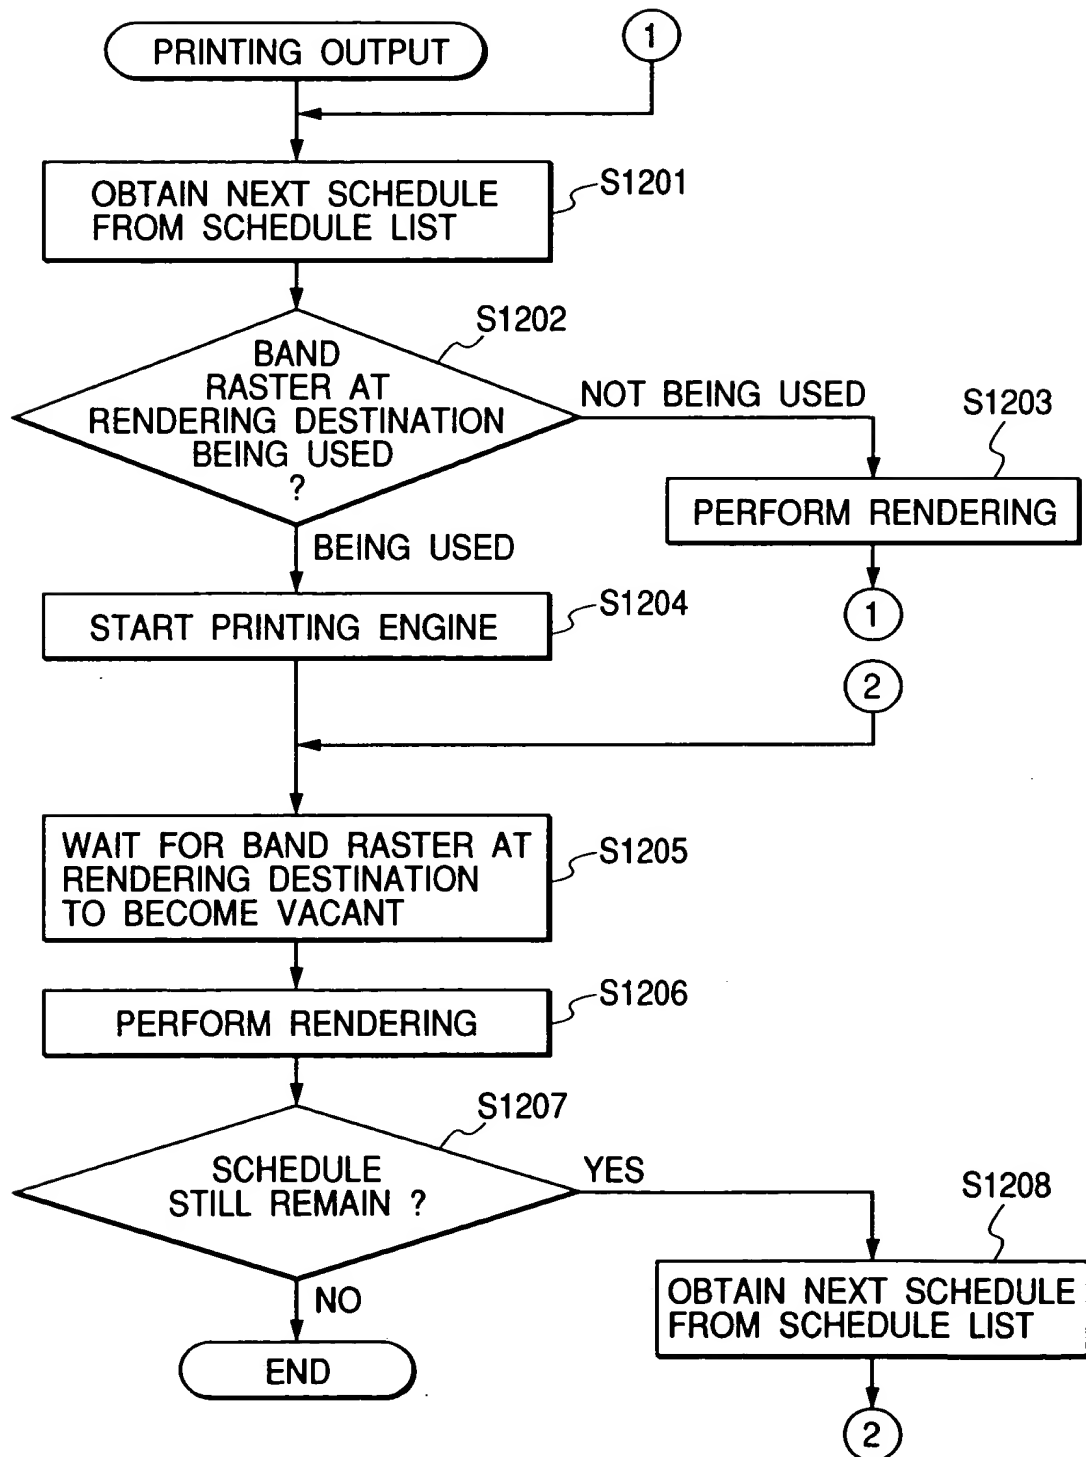 PRINTING OUTPUT
1
OBTAIN NEXT SCHEDULE
FROM SCHEDULE LIST
S1201
S1202
BAND
RASTER AT
RENDERING DESTINATION
BEING USED
?
NOT BEING USED
S1203
PERFORM RENDERING
1
BEING USED
START PRINTING ENGINE
S1204
2
WAIT FOR BAND RASTER AT
RENDERING DESTINATION
TO BECOME VACANT
S1205
PERFORM RENDERING
S1206
S1207
SCHEDULE
STILL REMAIN ?
YES
S1208
OBTAIN NEXT SCHEDULE
FROM SCHEDULE LIST
2
NO
END